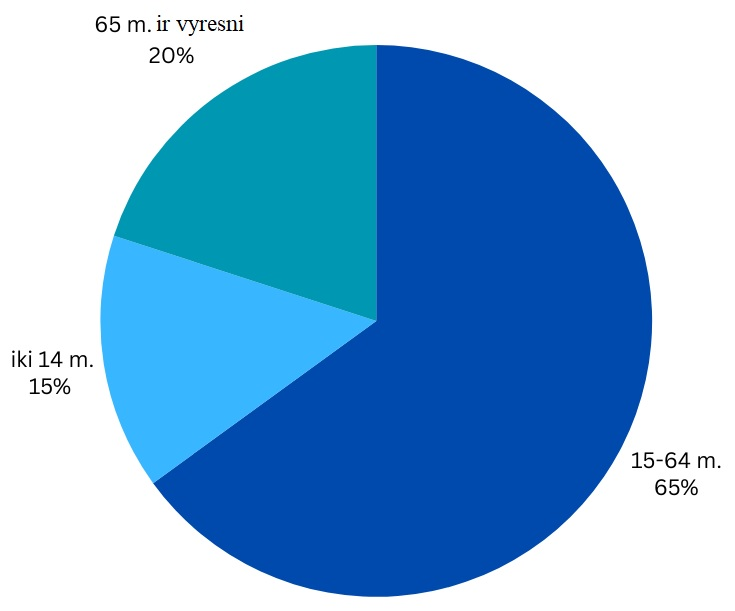 65 m. ir vyresni
20%
iki 14 m.
15%
15-64 m.
65%